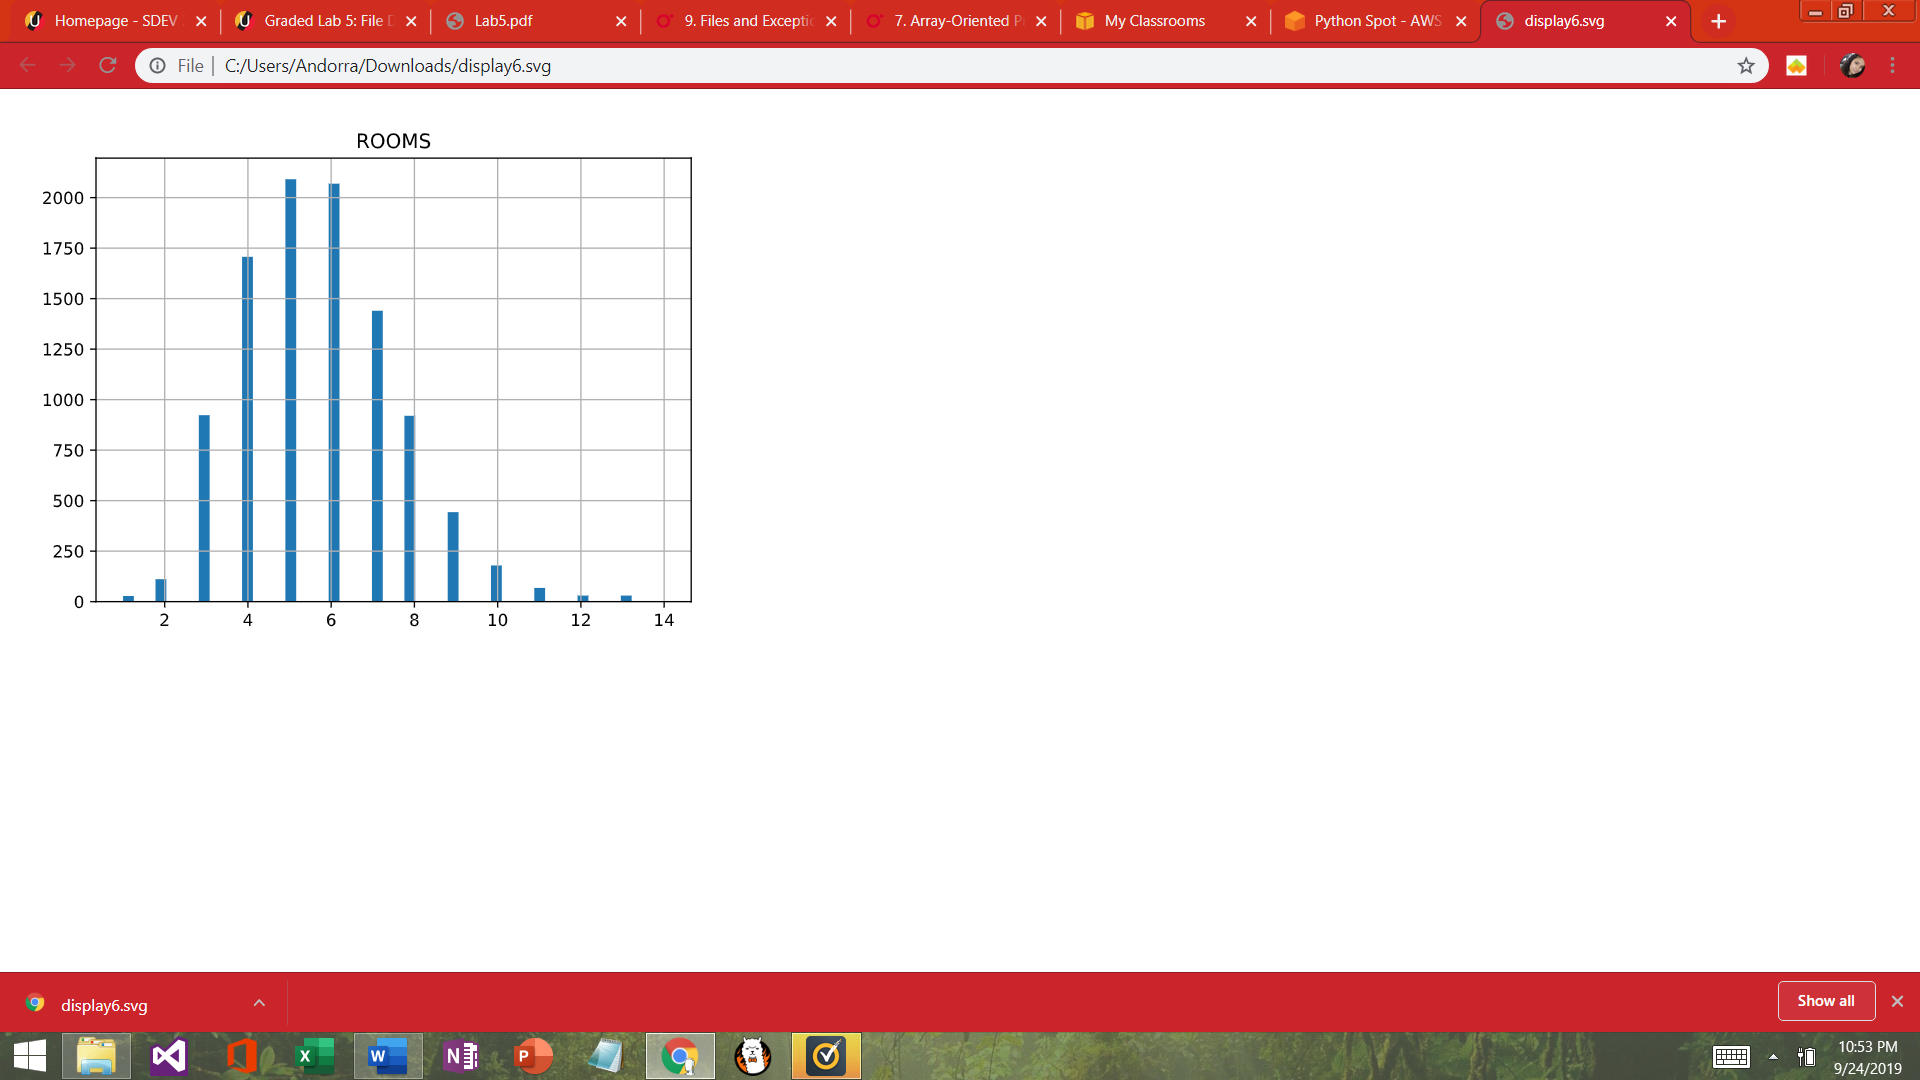 Homepage - SDEV
Graded Lab 5: File D
Lab5.pdf
9. Files and Exceptio
7. Array-Oriented P
My Classrooms
Python Spot - AWS
display6.svg
File
C:/Users/Andorra/Downloads/display6.svg
ROOMS
2000
1750
1500
1250
1000
750
500
250
0
2 4 6 8 10 12 14
display6.svg
Show all
10:53 PM
9/24/2019